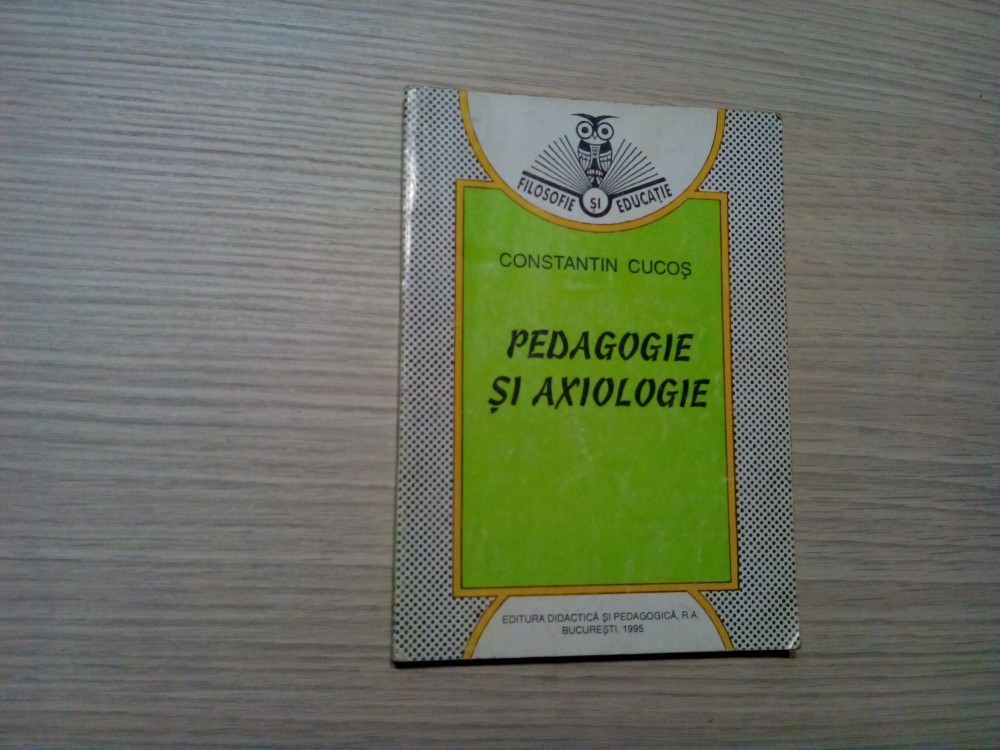 FILOSOFIE ȘI EDUCAȚIE
CONSTANTIN CUCOȘ
PEDAGOGIE
ȘI AXIOLOGIE
EDITURA DIDACTICĂ ȘI PEDAGOGICĂ, R.A.
BUCUREȘTI, 1995